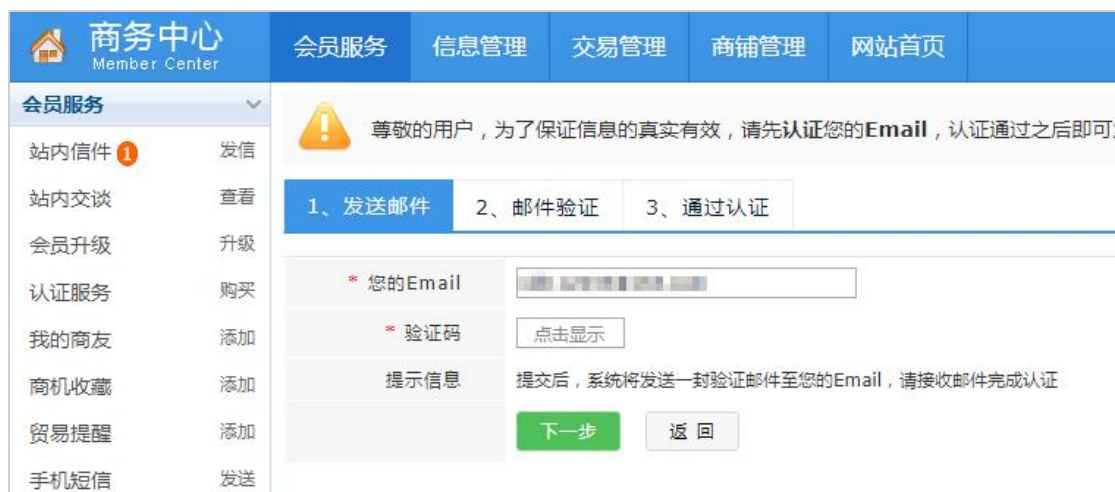 商务中心
Member Center
会员服务 信息管理 交易管理 商铺管理 网站首页
会员服务
站内信件 1 发信
站内交谈 查看
会员升级 升级
认证服务 购买
我的商友 添加
商机收藏 添加
贸易提醒 添加
手机短信 发送
尊敬的用户，为了保证信息的真实有效，请先认证您的Email，认证通过之后即可
1、发送邮件 2、邮件验证 3、通过认证
* 您的Email
* 验证码 点击显示
提示信息 提交后，系统将发送一封验证邮件至您的Email，请接收邮件完成认证
下一步 返 回